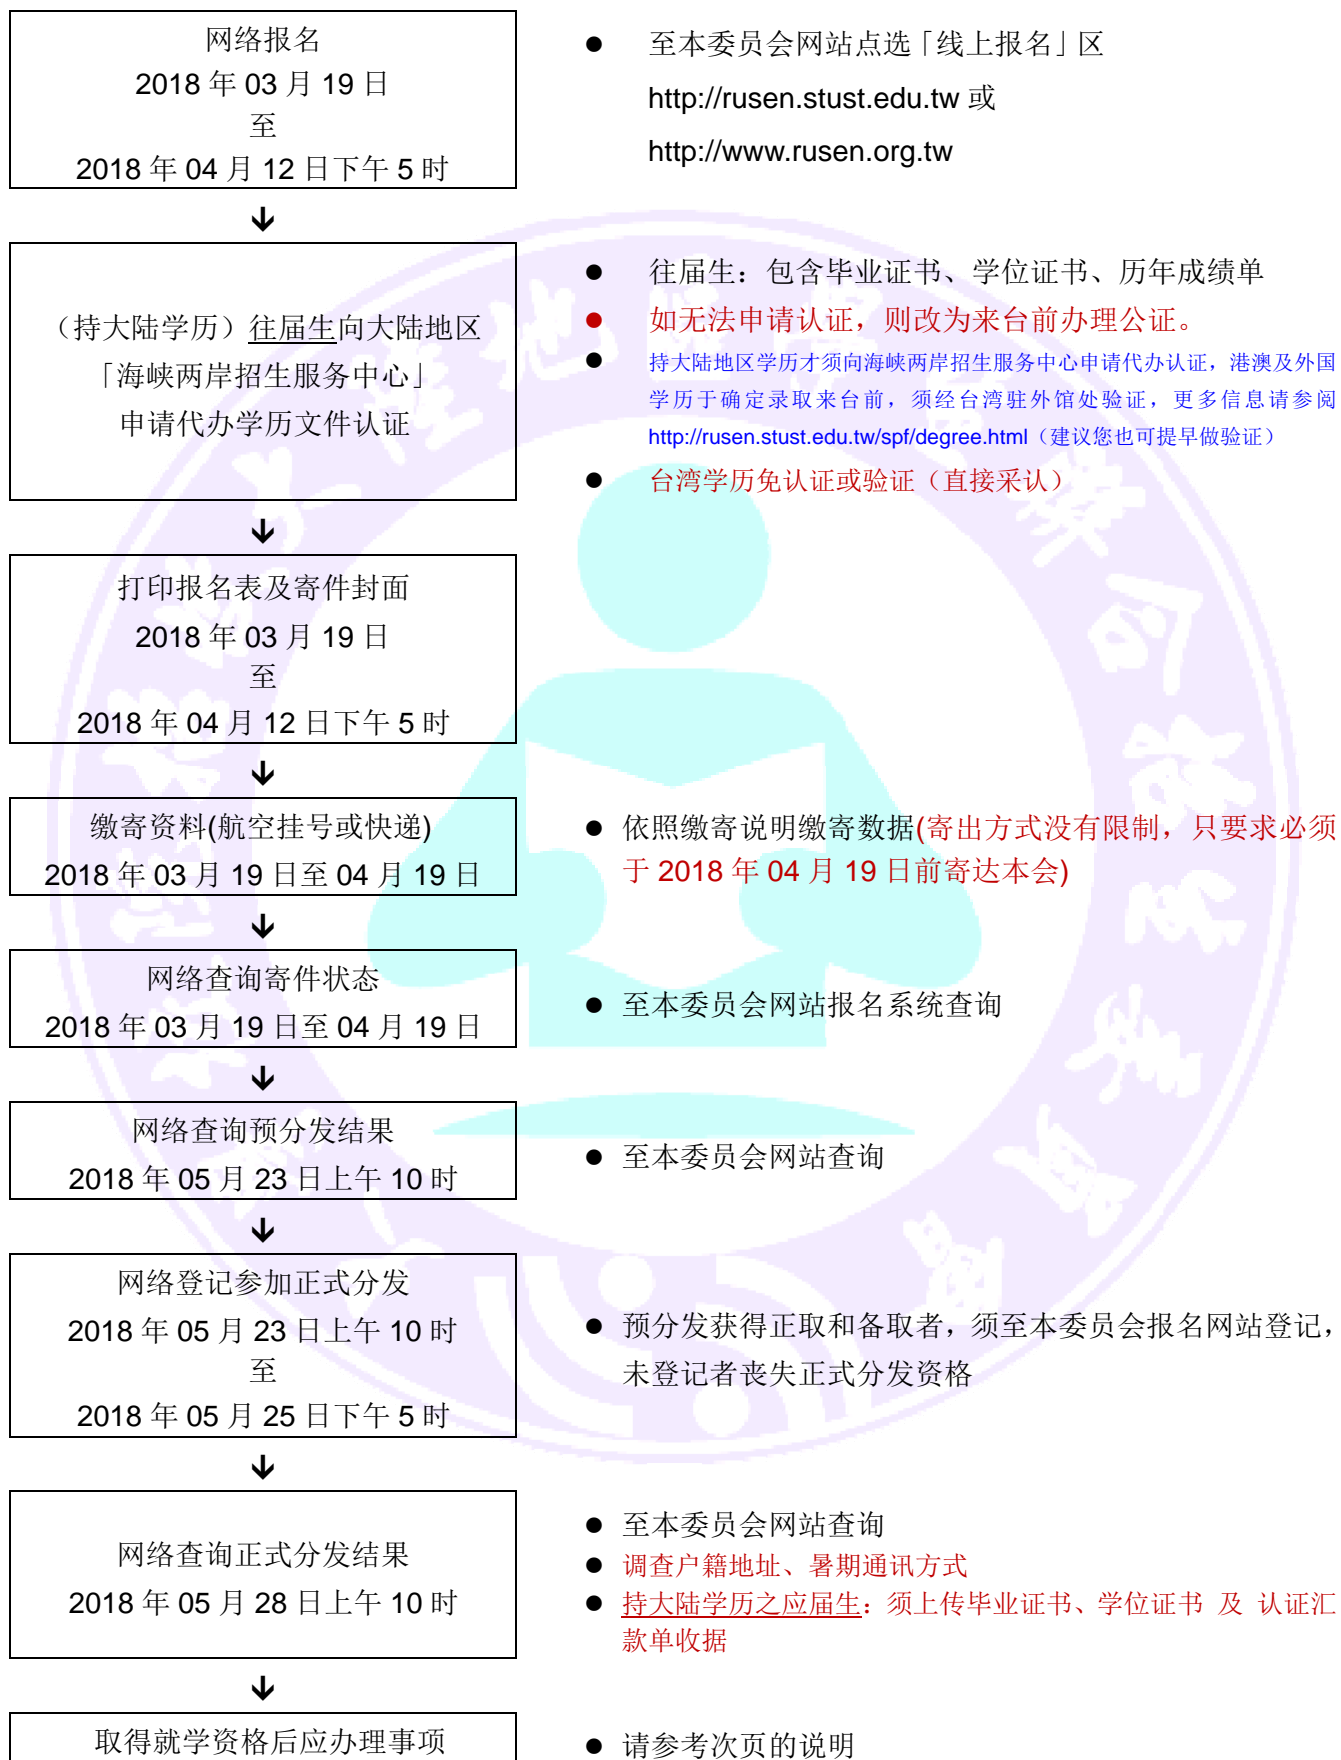 网络报名
2018 年 03 月 19 日
至
2018 年 04 月 12 日下午 5 时
● 至本委员会网站点选「线上报名」区
http://rusen.stust.edu.tw 或
http://www.rusen.org.tw
（持大陆学历）往届生向大陆地区
「海峡两岸招生服务中心」
申请代办学历文件认证
● 往届生：包含毕业证书、学位证书、历年成绩单
● 如无法申请认证，则改为来台前办理公证。
● 持大陆地区学历才须向海峡两岸招生服务中心申请代办认证，港澳及外国
学历于确定录取来台前，须经台湾驻外馆处验证，更多信息请参阅
http://rusen.stust.edu.tw/spf/degree.html（建议您也可提早做验证）
● 台湾学历免认证或验证（直接采认）
打印报名表及寄件封面
2018 年 03 月 19 日
至
2018 年 04 月 12 日下午 5 时
缴寄资料(航空挂号或快递)
2018 年 03 月 19 日至 04 月 19 日
● 依照缴寄说明缴寄数据(寄出方式没有限制，只要求必须
于 2018 年 04 月 19 日前寄达本会)
网络查询寄件状态
2018 年 03 月 19 日至 04 月 19 日
● 至本委员会网站报名系统查询
网络查询预分发结果
2018 年 05 月 23 日上午 10 时
● 至本委员会网站查询
网络登记参加正式分发
2018 年 05 月 23 日上午 10 时
至
2018 年 05 月 25 日下午 5 时
● 预分发获得正取和备取者，须至本委员会报名网站登记，
未登记者丧失正式分发资格
网络查询正式分发结果
2018 年 05 月 28 日上午 10 时
● 至本委员会网站查询
● 调查户籍地址、暑期通讯方式
● 持大陆学历之应届生：须上传毕业证书、学位证书 及 认证汇
款单收据
取得就学资格后应办理事项
● 请参考次页的说明